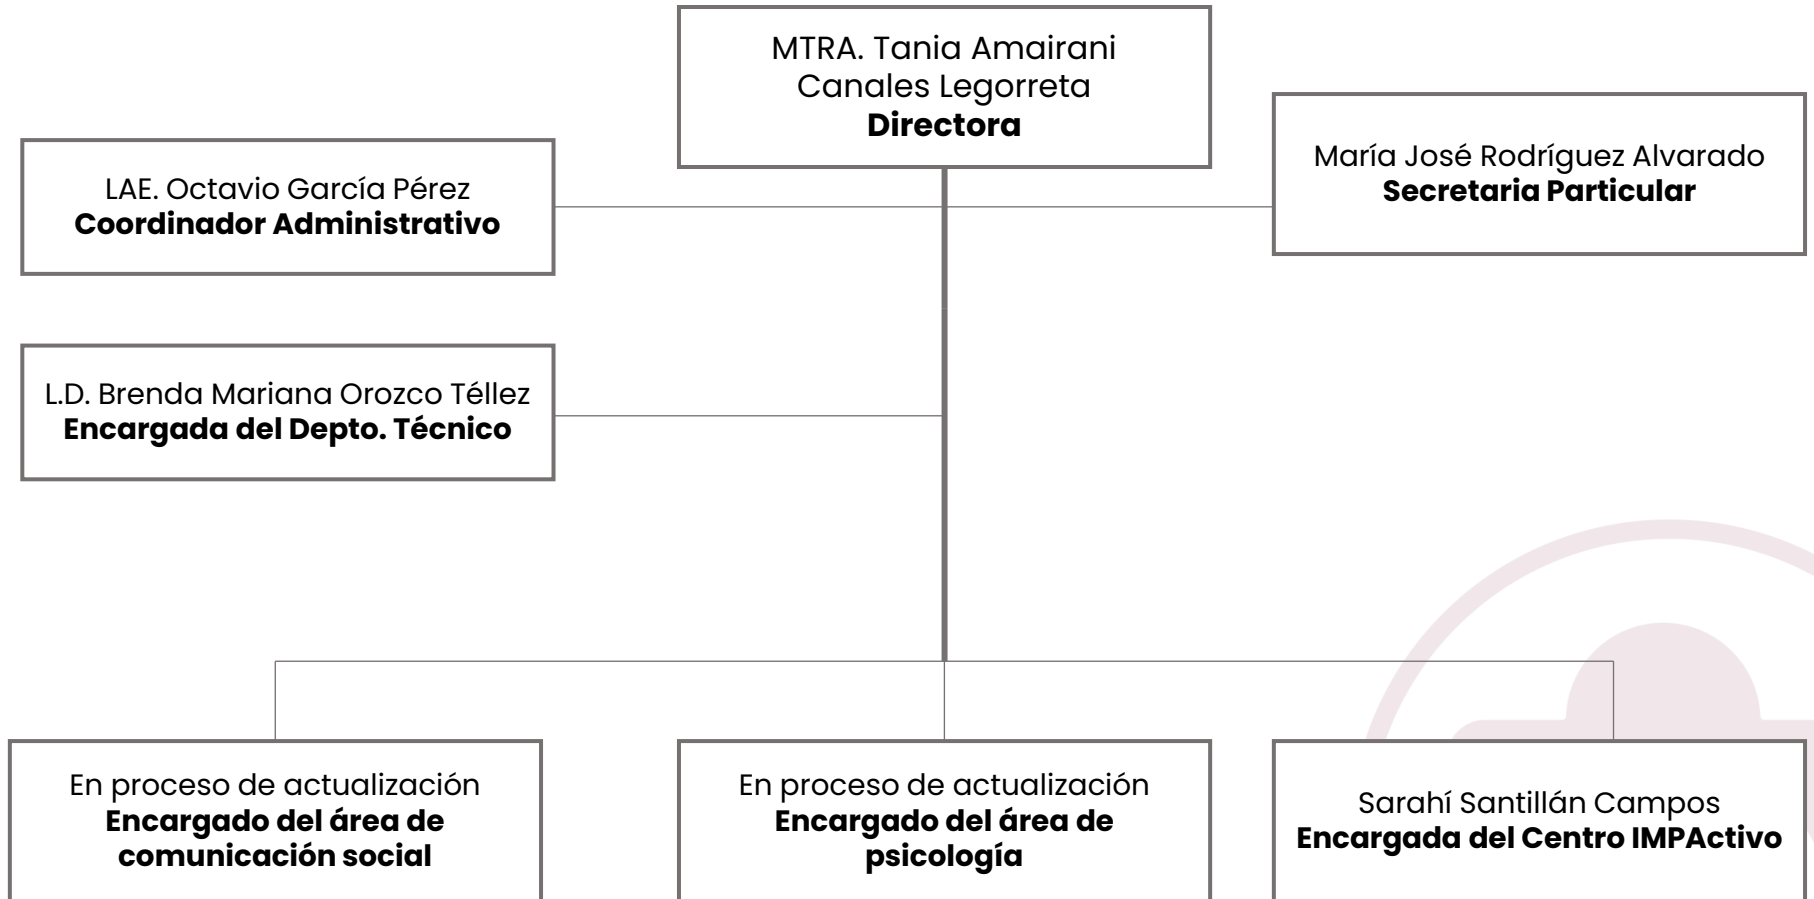 MTRA. Tania Amairani
Canales Legorreta
Directora
LAE. Octavio García Pérez
Coordinador Administrativo
María José Rodríguez Alvarado
Secretaria Particular
L.D. Brenda Mariana Orozco Téllez
Encargada del Depto. Técnico
En proceso de actualización
Encargado del área de
comunicación social
En proceso de actualización
Encargado del área de
psicología
Sarahí Santillán Campos
Encargada del Centro IMPActivo